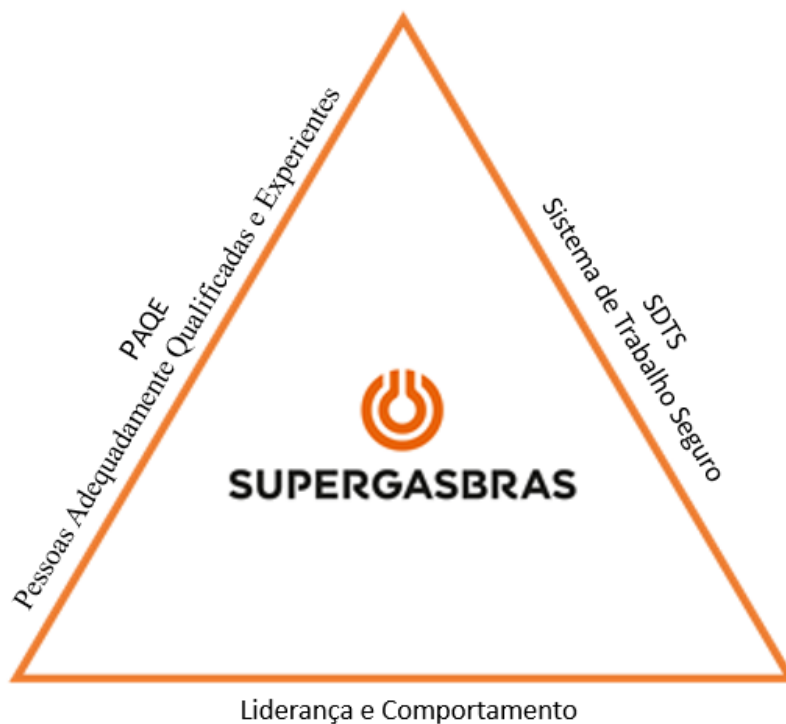 PAQE
Pessoas Adequadamente Qualificadas e Experientes
SDTS
Sistema de Trabalho Seguro
SUPERGASBRAS
Liderança e Comportamento